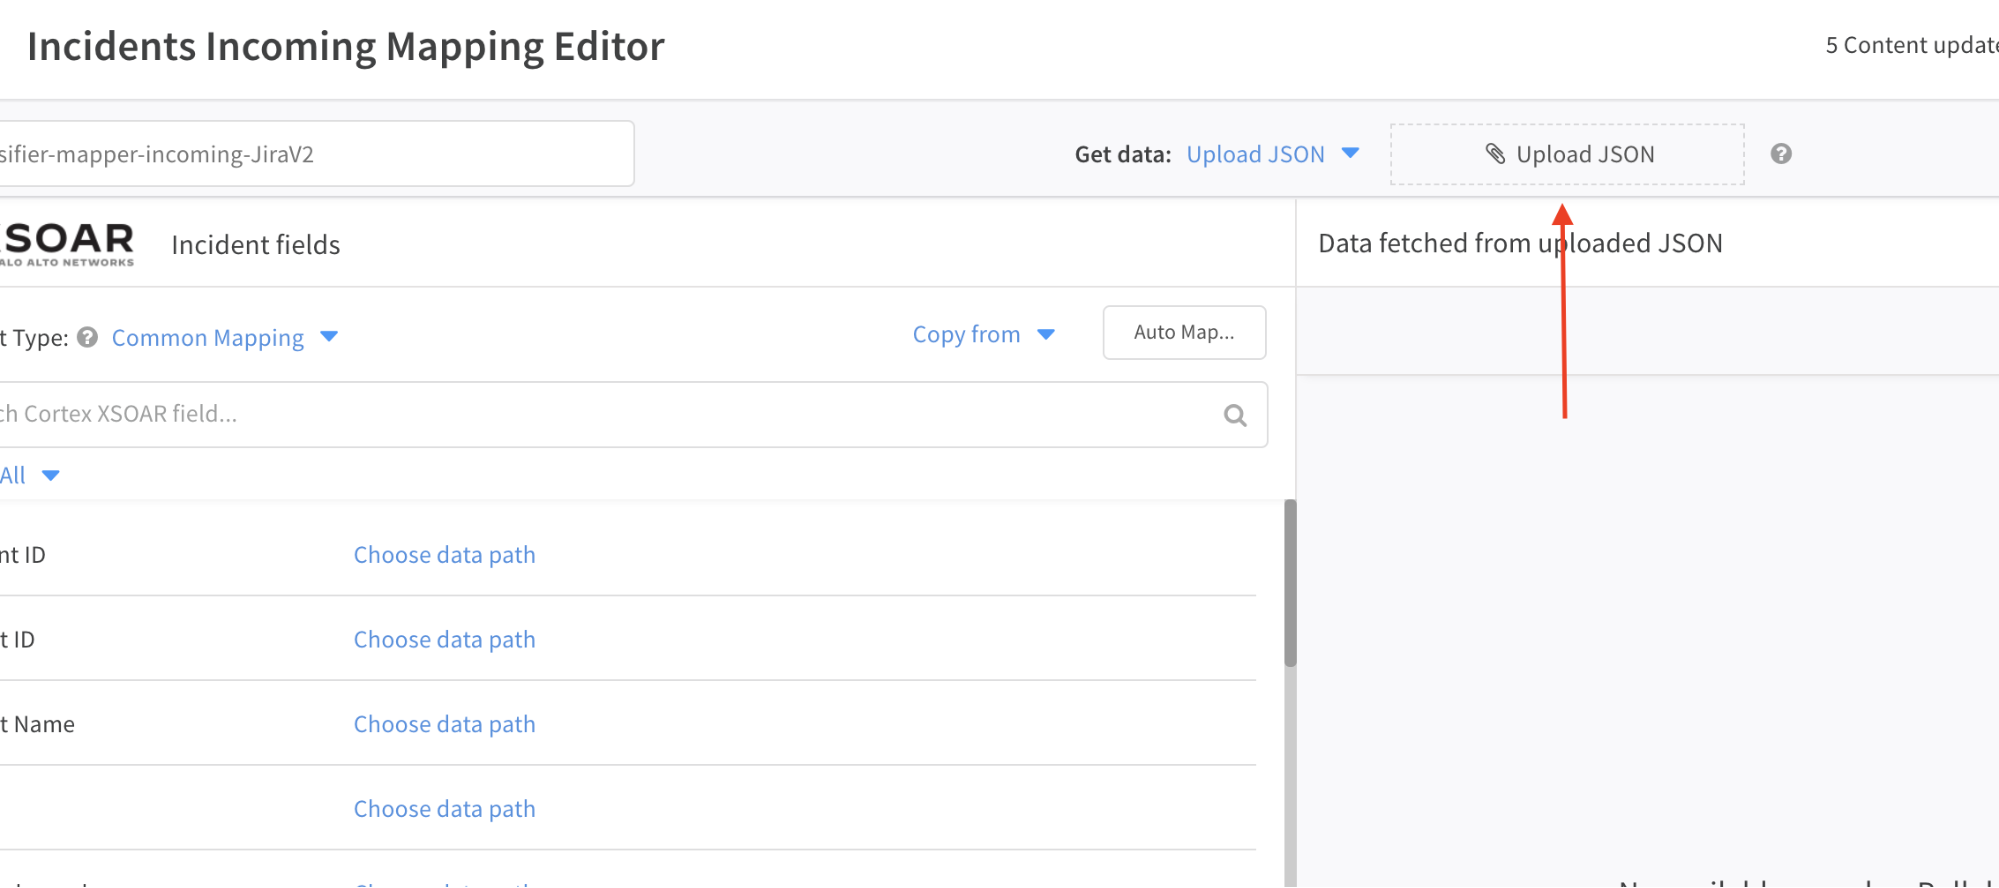 Incidents Incoming Mapping Editor
5 Content update
sifier-mapper-incoming-JiraV2
Get data: Upload JSON
Upload JSON
SOAR
ALO ALTO NETWORKS
Incident fields
Data fetched from uploaded JSON
t Type: Common Mapping
Copy from
Auto Map...
ch Cortex XSOAR field...
All
nt ID
Choose data path
t ID
Choose data path
t Name
Choose data path
Choose data path